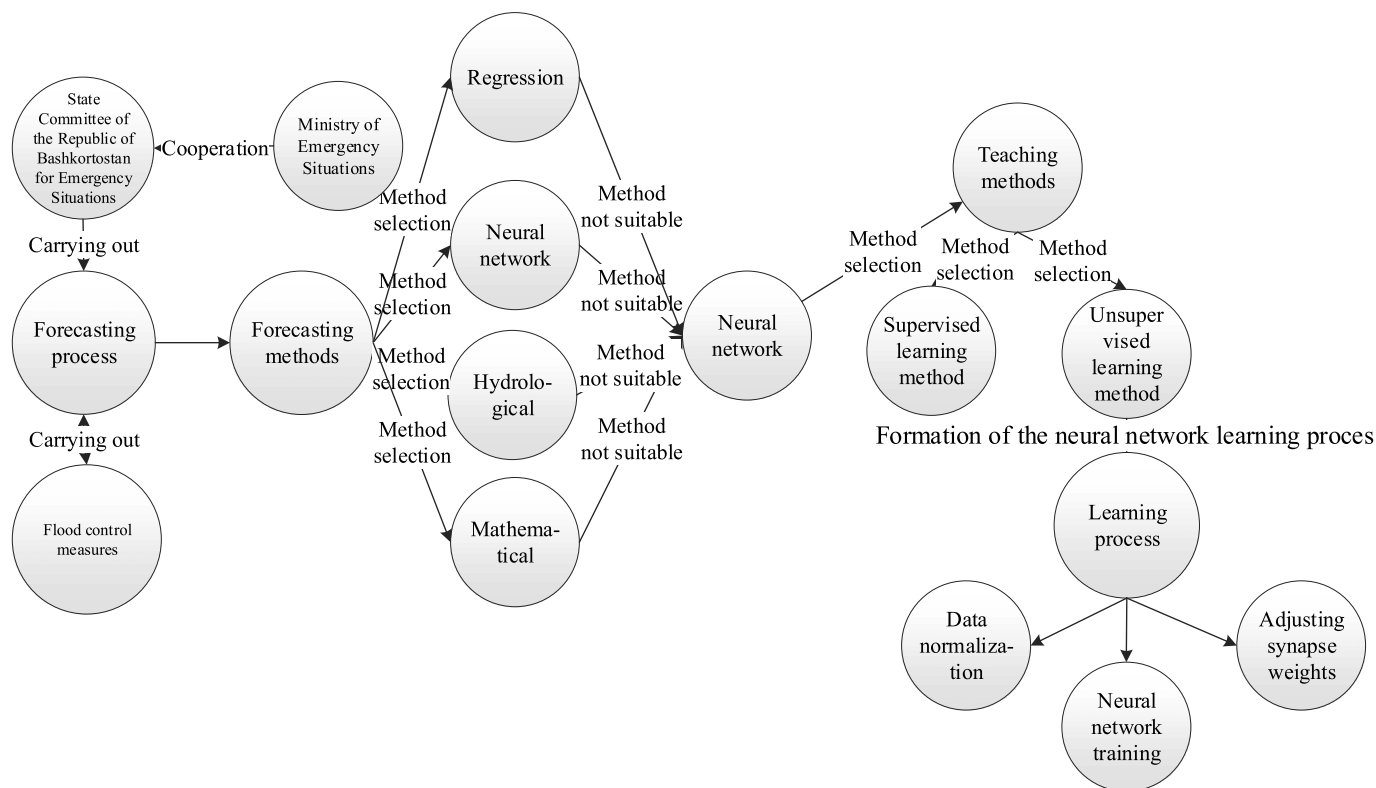 State
Committee of
the Republic of
Bashkortostan
for Emergency
Situations
Cooperation
Ministry of
Emergency
Situations
Carrying out
Forecasting
process
Carrying out
Flood control
measures
Forecasting
methods
Method
selection
Method
selection
Method
selection
Method
selection
Regression
Neural
network
Hydrolo-
gical
Mathema-
tical
Method
not suitable
Method
not suitable
Method
not suitable
Method
not suitable
Neural
network
Method
selection
Teaching
methods
Method
selection
Method
selection
Supervised
learning
method
Unsuper
vised
learning
method
Formation of the neural network learning proces
Learning
process
Data
normaliza-
tion
Neural
network
training
Adjusting
synapse
weights